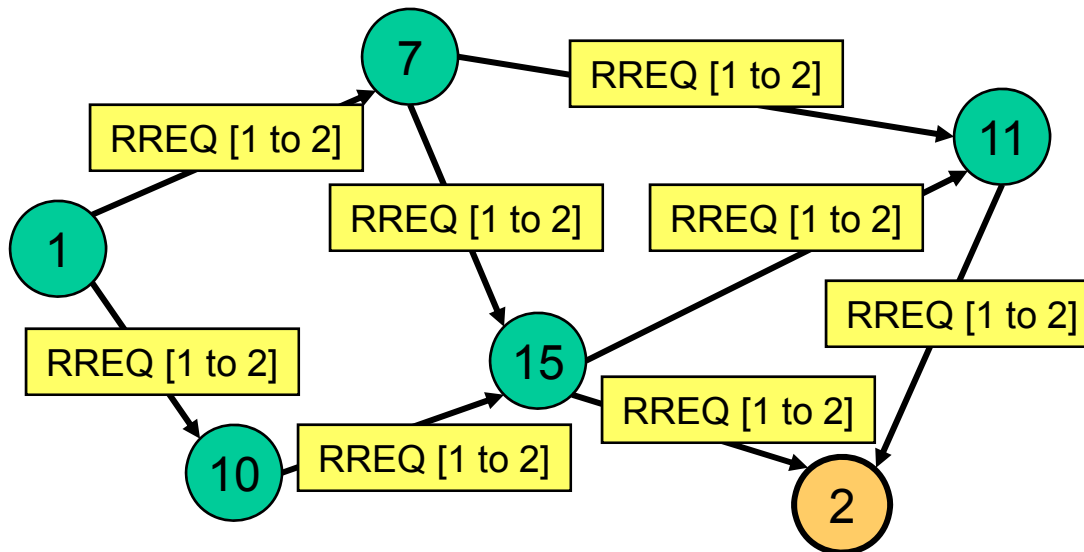 7
RREQ [1 to 2]
RREQ [1 to 2]
11
RREQ [1 to 2]
RREQ [1 to 2]
1
RREQ [1 to 2]
RREQ [1 to 2]
15
RREQ [1 to 2]
10
RREQ [1 to 2]
2